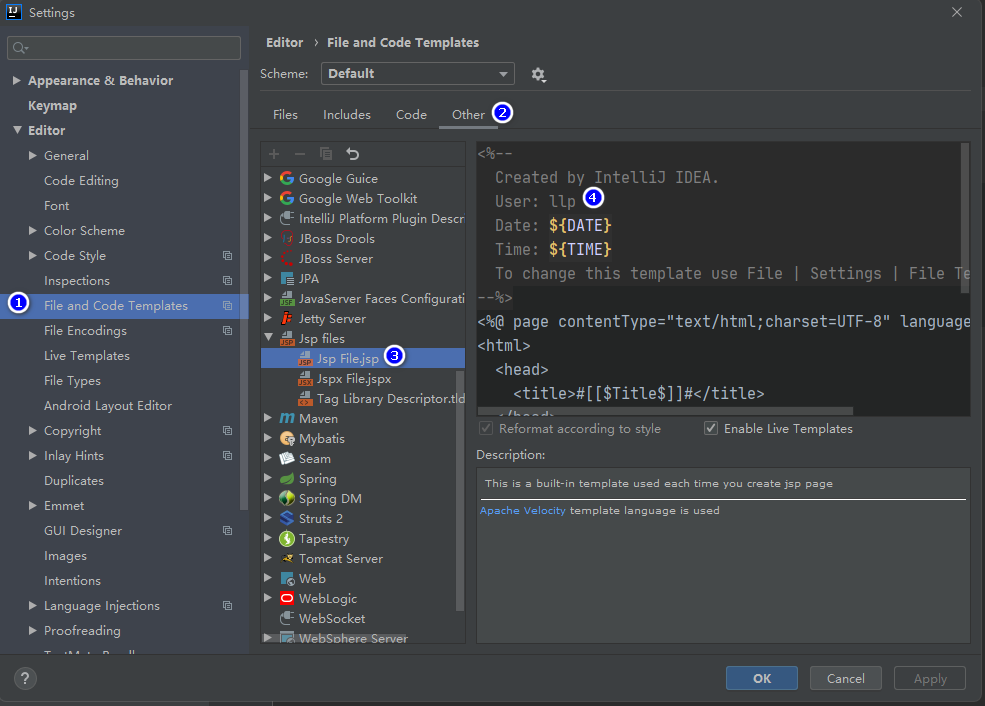 Settings
Appearance & Behavior
Keymap
Editor
General
Code Editing
Font
Color Scheme
Code Style
Inspections
1
File and Code Templates
File Encodings
Live Templates
File Types
Android Layout Editor
Copyright
Inlay Hints
Duplicates
Emmet
GUI Designer
Images
Intentions
Language Injections
Proofreading
Editor › File and Code Templates
Scheme: Default
Files Includes Code Other 2
Google Guice
Google Web Toolkit
IntelliJ Platform Plugin Descr
JBoss Drools
JBoss Server
JPA
JavaServer Faces Configurati
Jetty Server
Jsp files
Jsp File.jsp 3
Jspx File.jspx
Tag Library Descriptor.tld
Maven
Mybatis
Seam
Spring
Spring DM
Struts 2
Tapestry
Tomcat Server
Web
WebLogic
WebSocket
WebSphere Server
<%--
Created by IntelliJ IDEA.
User: llp 4
Date: ${DATE}
Time: ${TIME}
To change this template use File | Settings | File Te
--%>
<%@ page contentType="text/html;charset=UTF-8" language
<html>
<head>
<title>#[[$Title$]]#</title>
</head>
Reformat according to style Enable Live Templates
Description:
This is a built-in template used each time you create jsp page
Apache Velocity template language is used
? OK Cancel Apply